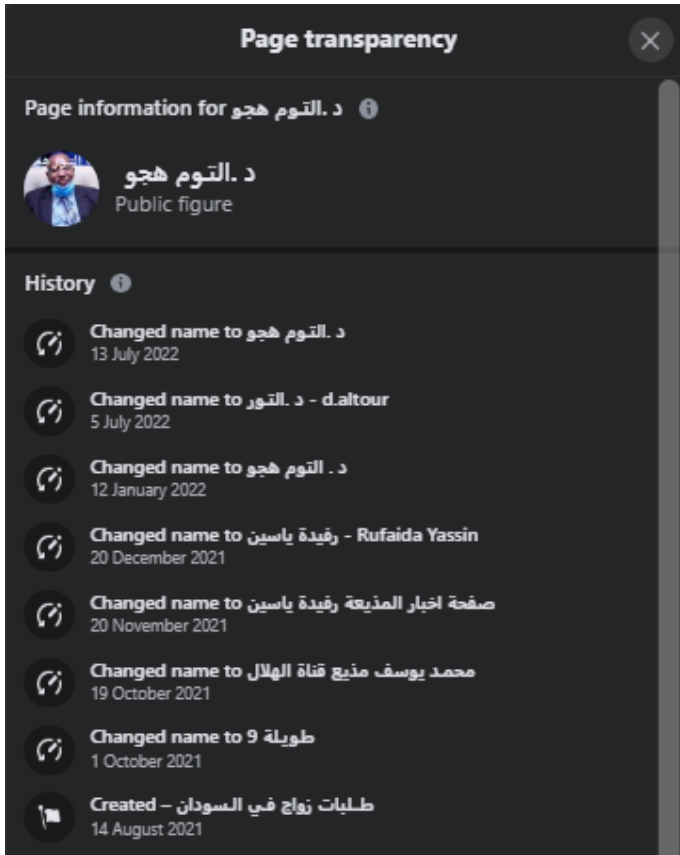 Page transparency
Page information for د .التوم هجو
د .التوم هجو
Public figure
History
Changed name to د .التوم هجو
13 July 2022
Changed name to د .التور - d.altour
5 July 2022
Changed name to د . التوم هجو
12 January 2022
Changed name to رفيدة ياسين - Rufaida Yassin
20 December 2021
Changed name to صفحة اخبار المذيعة رفيدة ياسين
20 November 2021
Changed name to محمد يوسف مذيع قناة الهلال
19 October 2021
Changed name to 9 طويلة
1 October 2021
Created – طـلبات زواج فـي الـسودان
14 August 2021